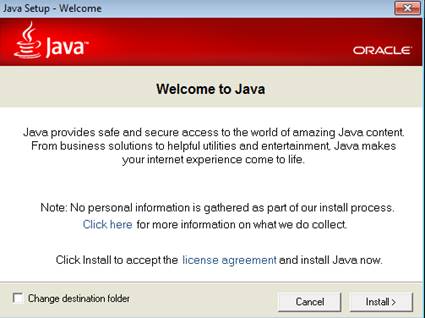 Java Setup - Welcome
Java™
ORACLE
Welcome to Java
Java provides safe and secure access to the world of amazing Java content.
From business solutions to helpful utilities and entertainment, Java makes
your internet experience come to life.
Note: No personal information is gathered as part of our install process.
Click here for more information on what we do collect.
Click Install to accept the license agreement and install Java now.
Change destination folder
Cancel
Install >